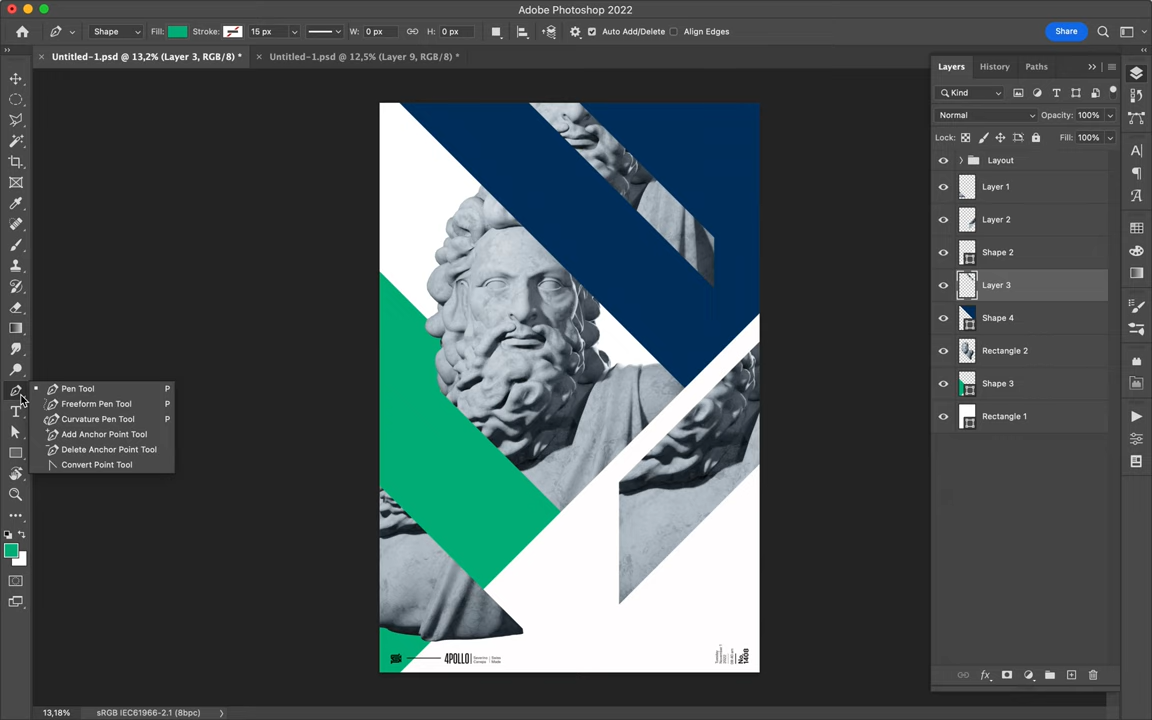 Adobe Photoshop 2022
Shape
Fill:
Stroke:
15 px
W: 0 px
H: 0 px
Auto Add/Delete
Align Edges
Share
Untitled-1.psd @ 13,2% (Layer 3, RGB/8) *
Untitled-1.psd @ 12,5% (Layer 9, RGB/8) *
Layers
History
Paths
Kind
Normal
Opacity: 100%
Lock:
Fill: 100%
Layout
Layer 1
Layer 2
Shape 2
Layer 3
Shape 4
Rectangle 2
Shape 3
Rectangle 1
Pen Tool P
Freeform Pen Tool P
Curvature Pen Tool P
Add Anchor Point Tool
Delete Anchor Point Tool
Convert Point Tool
4POLLO
No. 1408
13,18%
sRGB IEC61966-2.1 (8bpc)